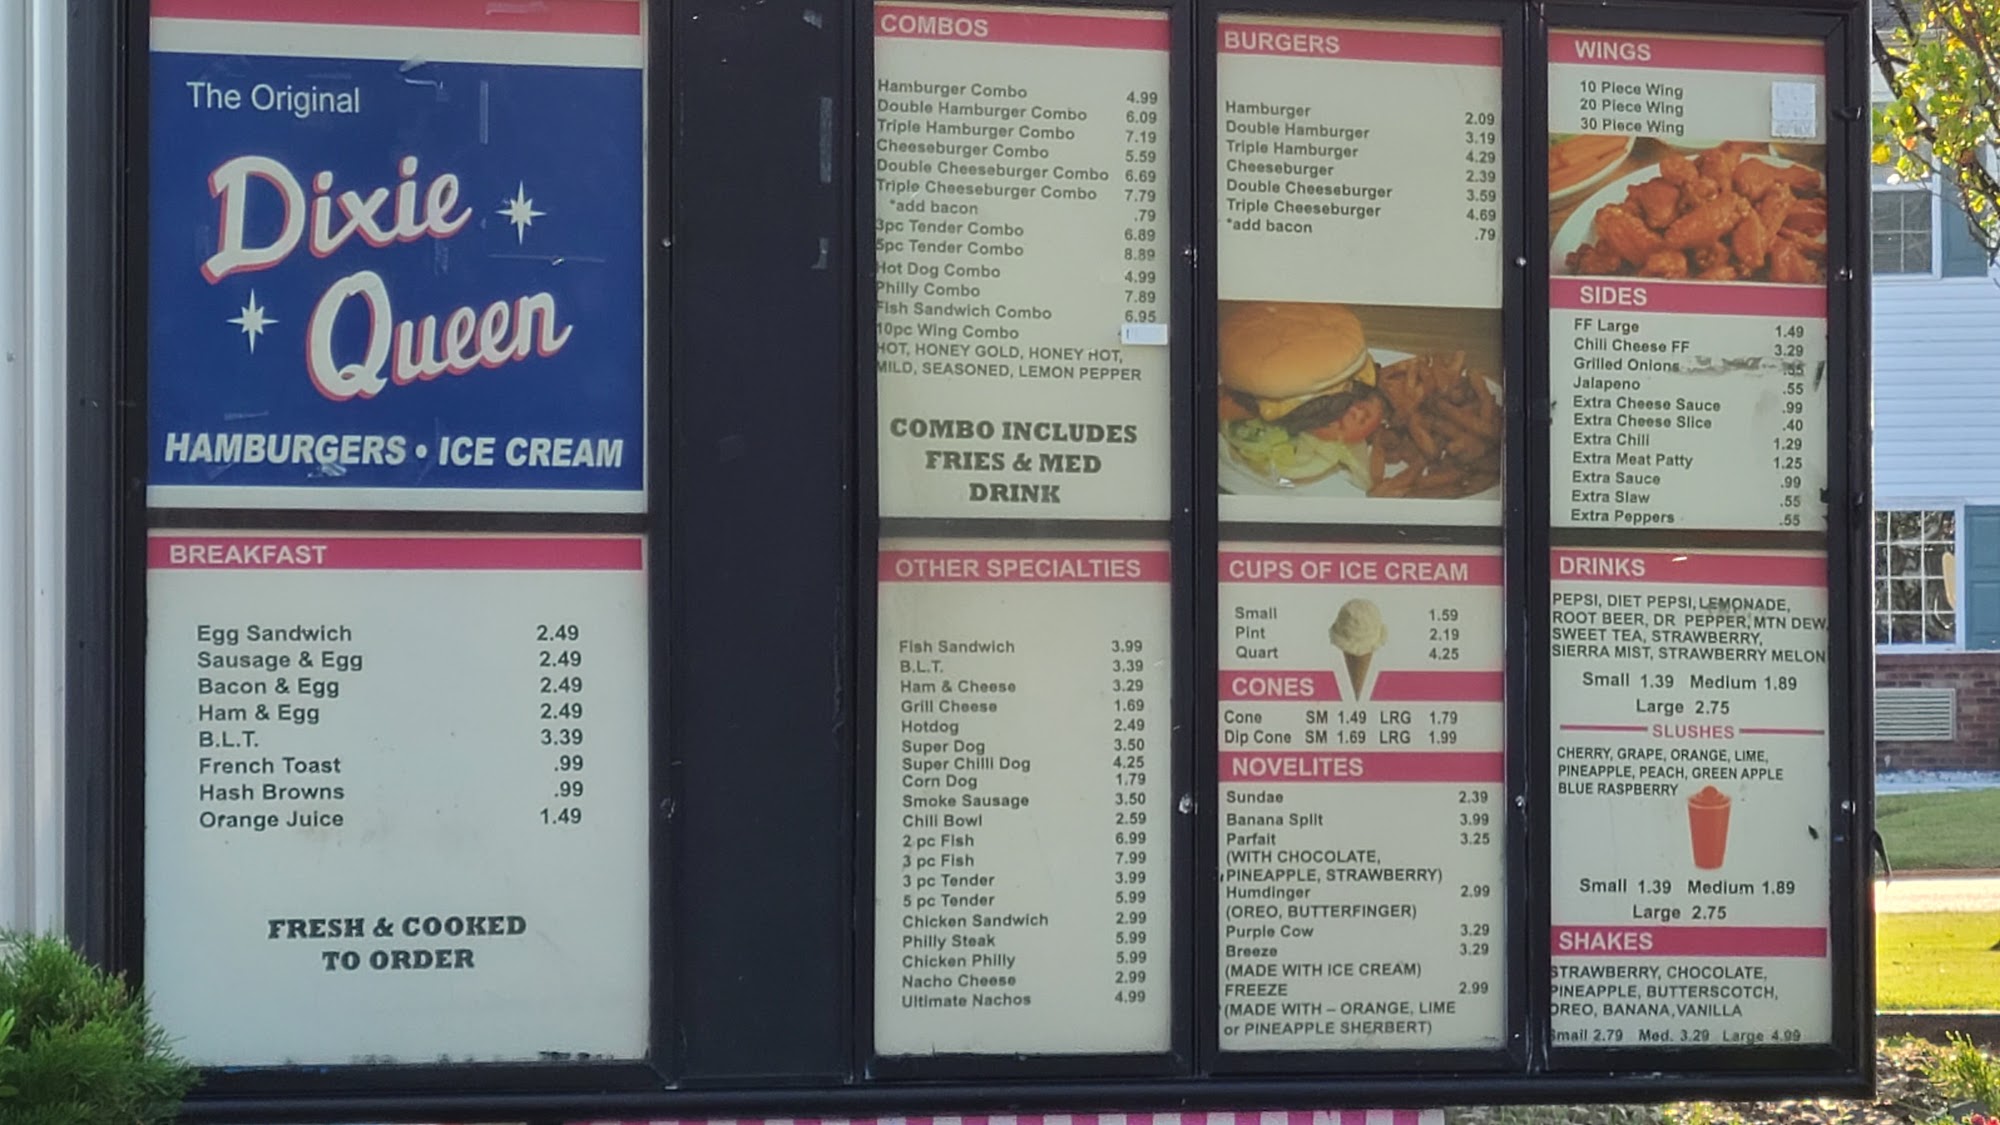 The Original
Dixie
Queen
HAMBURGERS • ICE CREAM
BREAKFAST
Egg Sandwich 2.49
Sausage & Egg 2.49
Bacon & Egg 2.49
Ham & Egg 2.49
B.L.T. 3.39
French Toast .99
Hash Browns .99
Orange Juice 1.49
FRESH & COOKED
TO ORDER
COMBOS
Hamburger Combo 4.99
Double Hamburger Combo 6.09
Triple Hamburger Combo 7.19
Cheeseburger Combo 5.59
Double Cheeseburger Combo 6.69
Triple Cheeseburger Combo 7.79
*add bacon .79
3pc Tender Combo 6.89
5pc Tender Combo 8.89
Hot Dog Combo 4.99
Philly Combo 7.89
Fish Sandwich Combo 6.95
10pc Wing Combo
HOT, HONEY GOLD, HONEY HOT,
MILD, SEASONED, LEMON PEPPER
COMBO INCLUDES
FRIES & MED
DRINK
OTHER SPECIALTIES
Fish Sandwich 3.99
B.L.T. 3.39
Ham & Cheese 3.29
Grill Cheese 1.69
Hotdog 2.49
Super Dog 3.50
Super Chilli Dog 4.25
Corn Dog 1.79
Smoke Sausage 3.50
Chili Bowl 2.59
2 pc Fish 6.99
3 pc Fish 7.99
3 pc Tender 3.99
5 pc Tender 5.99
Chicken Sandwich 2.99
Philly Steak 5.99
Chicken Philly 5.99
Nacho Cheese 2.99
Ultimate Nachos 4.99
BURGERS
Hamburger 2.09
Double Hamburger 3.19
Triple Hamburger 4.29
Cheeseburger 2.39
Double Cheeseburger 3.59
Triple Cheeseburger 4.69
*add bacon .79
CUPS OF ICE CREAM
Small 1.59
Pint 2.19
Quart 4.25
CONES
Cone SM 1.49 LRG 1.79
Dip Cone SM 1.69 LRG 1.99
NOVELITES
Sundae 2.39
Banana Split 3.99
Parfait 3.25
(WITH CHOCOLATE,
PINEAPPLE, STRAWBERRY)
Humdinger 2.99
(OREO, BUTTERFINGER)
Purple Cow 3.29
Breeze 3.29
(MADE WITH ICE CREAM)
FREEZE 2.99
(MADE WITH – ORANGE, LIME
or PINEAPPLE SHERBERT)
WINGS
10 Piece Wing
20 Piece Wing
30 Piece Wing
SIDES
FF Large 1.49
Chili Cheese FF 3.29
Grilled Onions .55
Jalapeno .55
Extra Cheese Sauce .99
Extra Cheese Slice .40
Extra Chili 1.29
Extra Meat Patty 1.25
Extra Sauce .99
Extra Slaw .55
Extra Peppers .55
DRINKS
PEPSI, DIET PEPSI, LEMONADE,
ROOT BEER, DR PEPPER, MTN DEW,
SWEET TEA, STRAWBERRY,
SIERRA MIST, STRAWBERRY MELON
Small 1.39 Medium 1.89
Large 2.75
SLUSHES
CHERRY, GRAPE, ORANGE, LIME,
PINEAPPLE, PEACH, GREEN APPLE
BLUE RASPBERRY
Small 1.39 Medium 1.89
Large 2.75
SHAKES
STRAWBERRY, CHOCOLATE,
PINEAPPLE, BUTTERSCOTCH,
OREO, BANANA, VANILLA
Small 2.79 Med. 3.29 Large 4.99